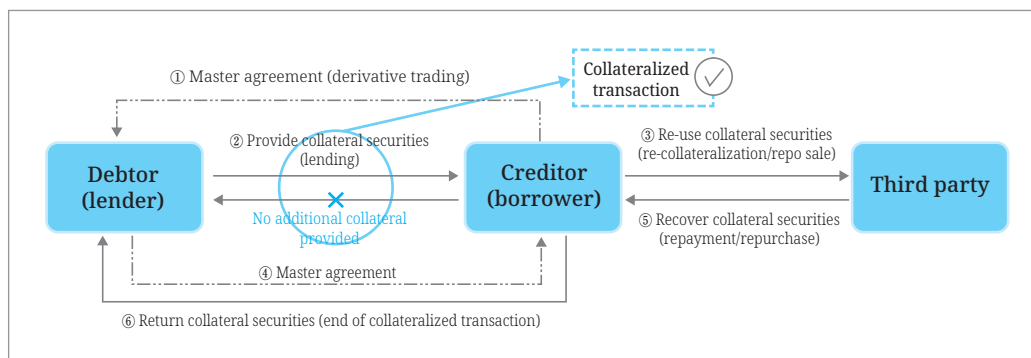 ① Master agreement (derivative trading)
Collateralized
transaction
② Provide collateral securities
(lending)
③ Re-use collateral securities
(re-collateralization/repo sale)
Debtor
(lender)
Creditor
(borrower)
Third party
No additional collateral
provided
⑤ Recover collateral securities
(repayment/repurchase)
④ Master agreement
⑥ Return collateral securities (end of collateralized transaction)